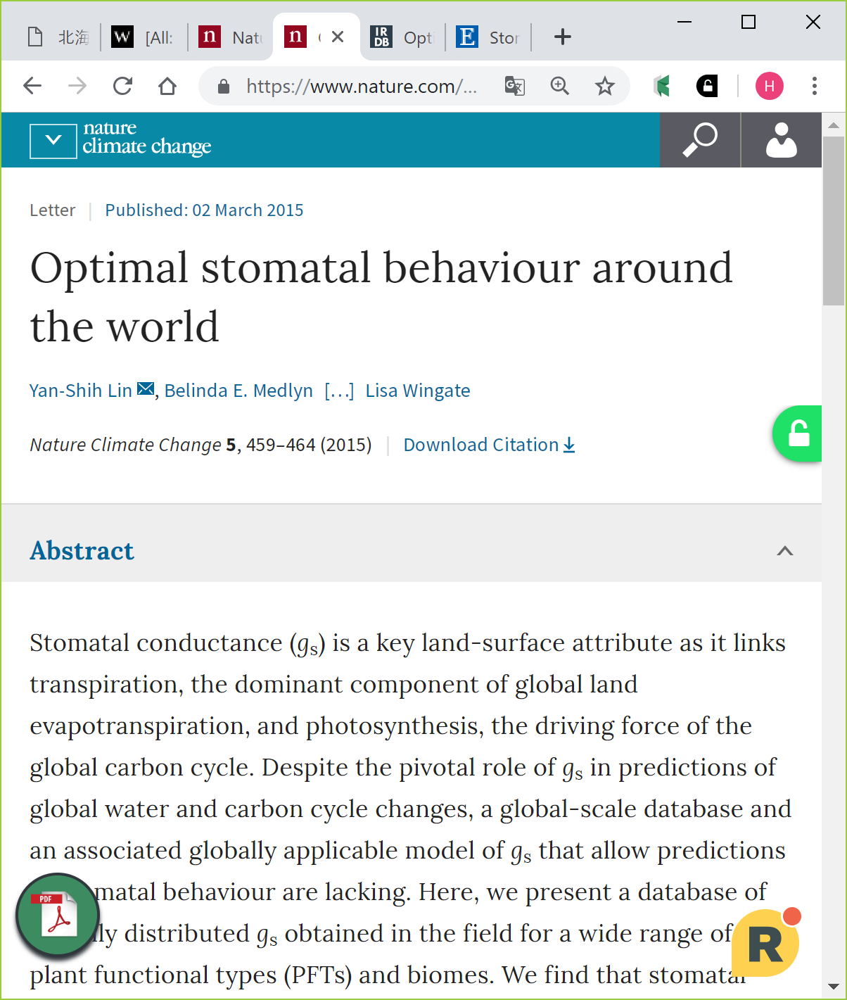 北海
W [All:
n Nat
n
IR DB Opt
E Stor
https://www.nature.com/...
H
nature
climate change
Letter | Published: 02 March 2015
Optimal stomatal behaviour around
the world
Yan-Shih Lin, Belinda E. Medlyn [...] Lisa Wingate
Nature Climate Change 5, 459–464 (2015) | Download Citation
Abstract
Stomatal conductance (gs) is a key land-surface attribute as it links
transpiration, the dominant component of global land
evapotranspiration, and photosynthesis, the driving force of the
global carbon cycle. Despite the pivotal role of gs in predictions of
global water and carbon cycle changes, a global-scale database and
an associated globally applicable model of gs that allow predictions
matal behaviour are lacking. Here, we present a database of
lly distributed gs obtained in the field for a wide range of
plant functional types (PFTs) and biomes. We find that stomatal
PDF
R